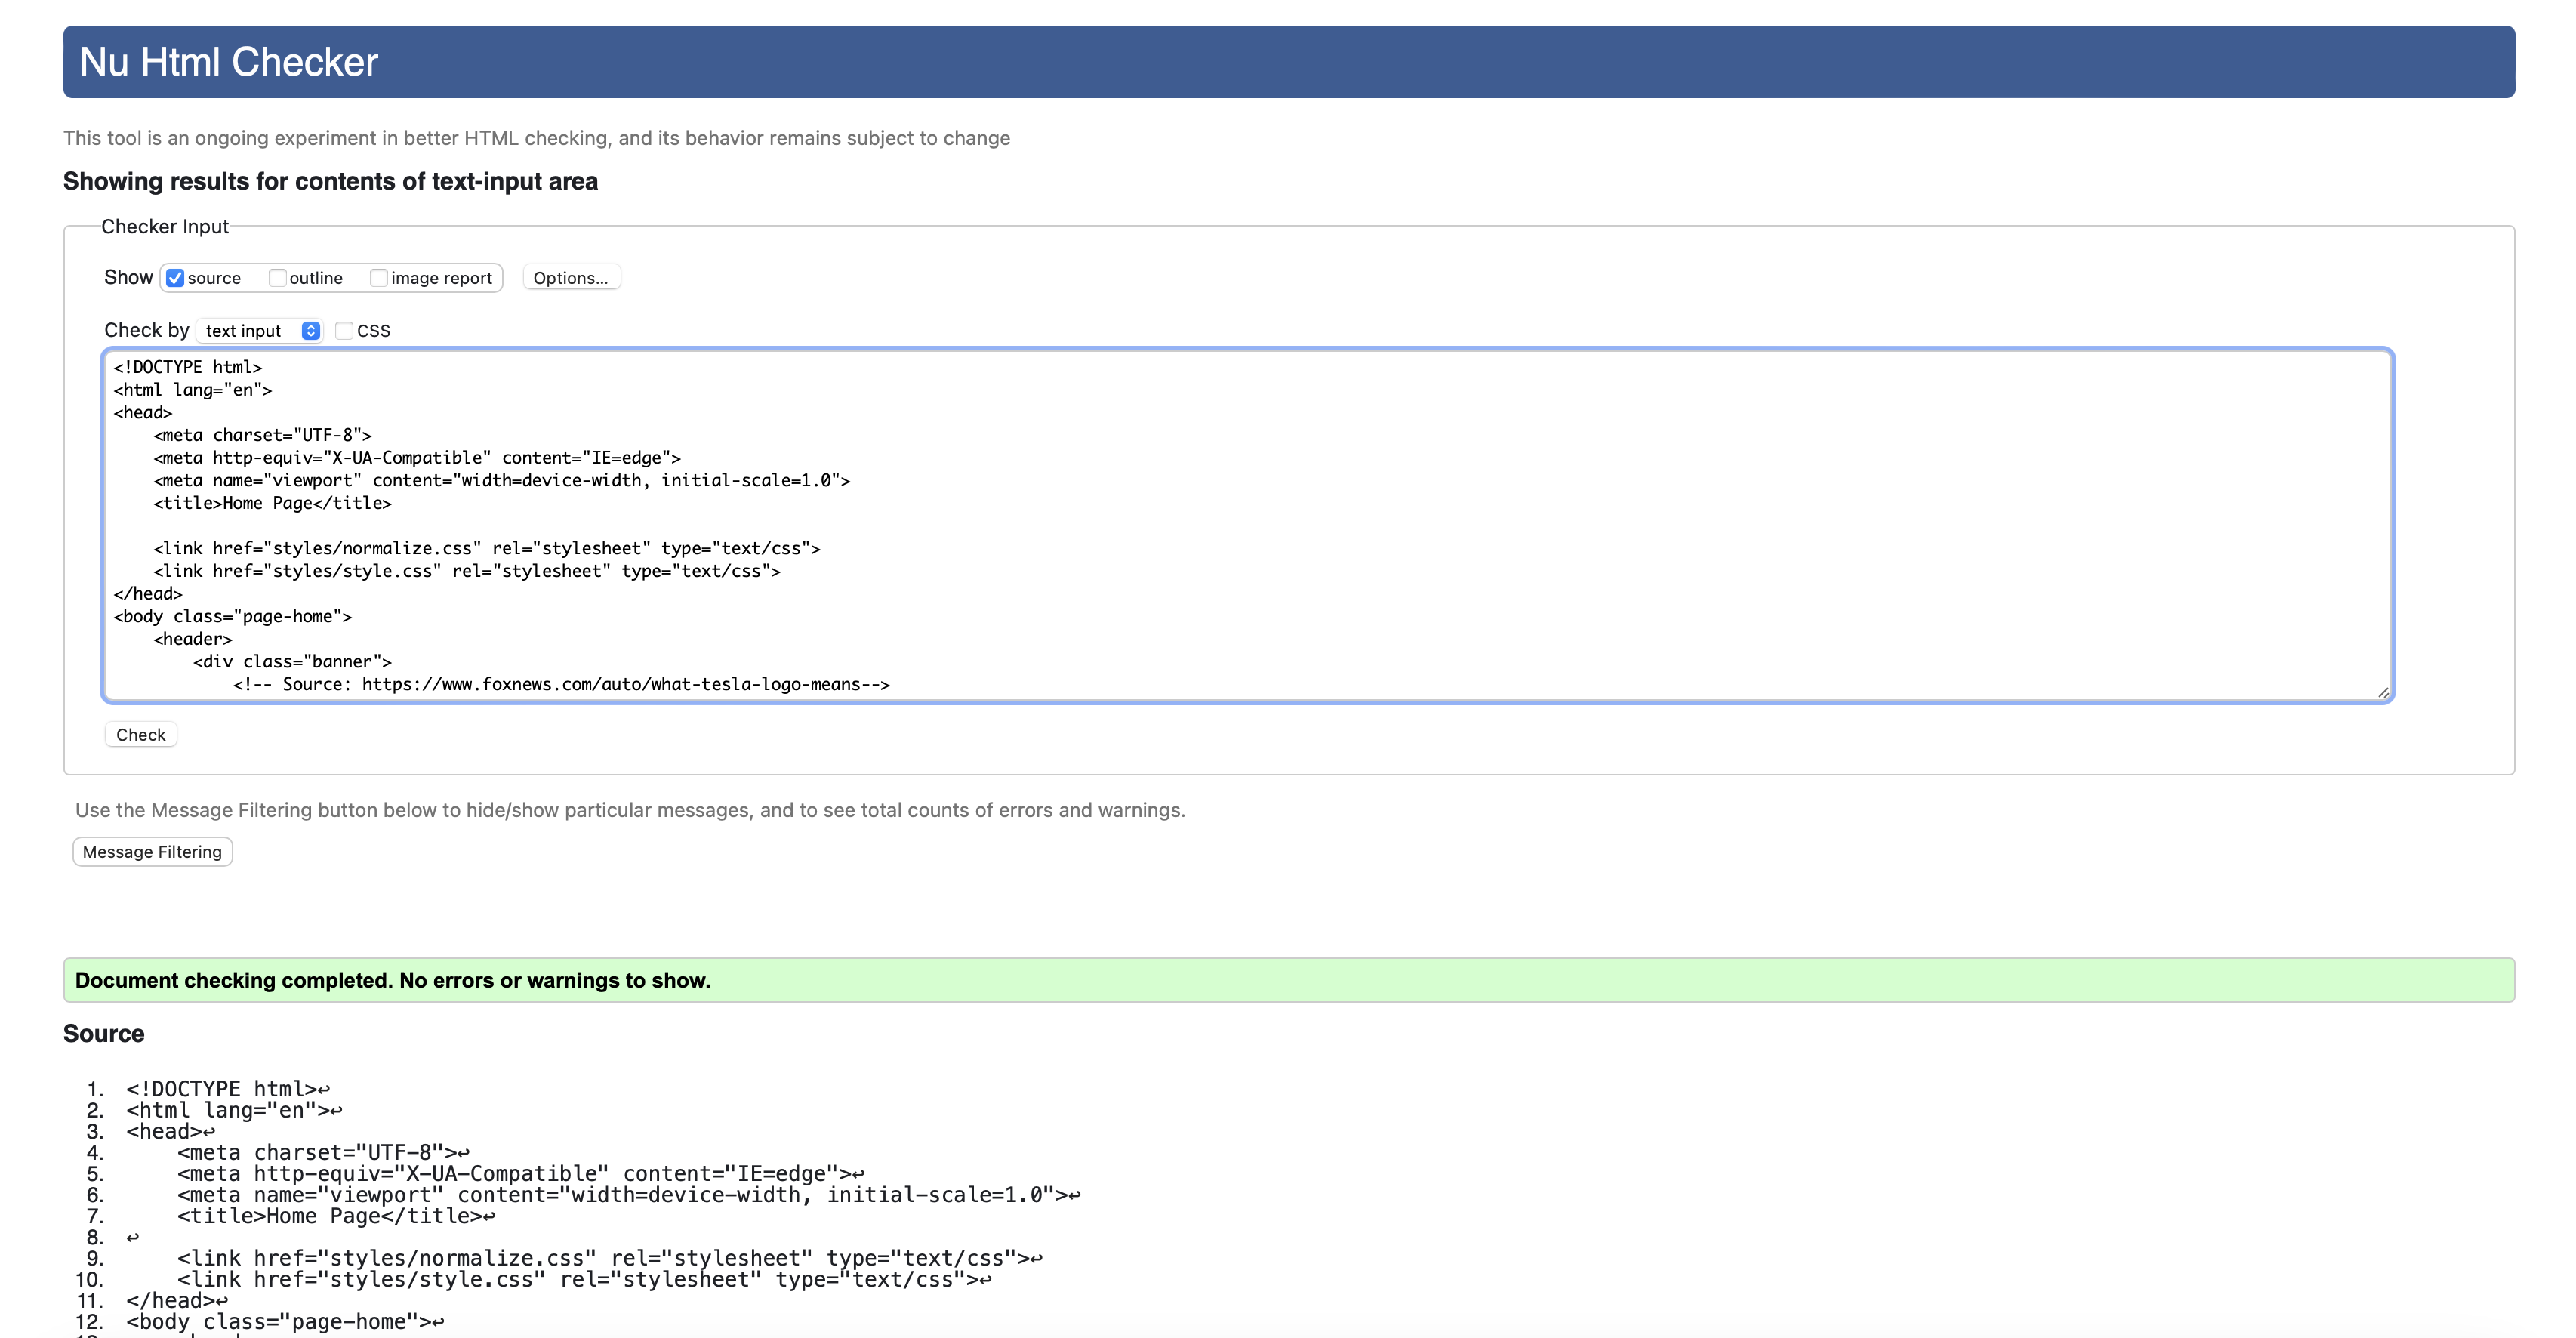 Nu Html Checker
This tool is an ongoing experiment in better HTML checking, and its behavior remains subject to change
Showing results for contents of text-input area
Checker Input
Show source outline image report Options...
Check by text input CSS
<!DOCTYPE html>
<html lang="en">
<head>
    <meta charset="UTF-8">
    <meta http-equiv="X-UA-Compatible" content="IE=edge">
    <meta name="viewport" content="width=device-width, initial-scale=1.0">
    <title>Home Page</title>
    <link href="styles/normalize.css" rel="stylesheet" type="text/css">
    <link href="styles/style.css" rel="stylesheet" type="text/css">
</head>
<body class="page-home">
    <header>
        <div class="banner">
            <!-- Source: https://www.foxnews.com/auto/what-tesla-logo-means-->
Check
Use the Message Filtering button below to hide/show particular messages, and to see total counts of errors and warnings.
Message Filtering
Document checking completed. No errors or warnings to show.
Source
1. <!DOCTYPE html>↩
2. <html lang="en">↩
3. <head>↩
4.     <meta charset="UTF-8">↩
5.     <meta http-equiv="X-UA-Compatible" content="IE=edge">↩
6.     <meta name="viewport" content="width=device-width, initial-scale=1.0">↩
7.     <title>Home Page</title>↩
8. ↩
9.     <link href="styles/normalize.css" rel="stylesheet" type="text/css">↩
10.     <link href="styles/style.css" rel="stylesheet" type="text/css">↩
11. </head>↩
12. <body class="page-home">↩